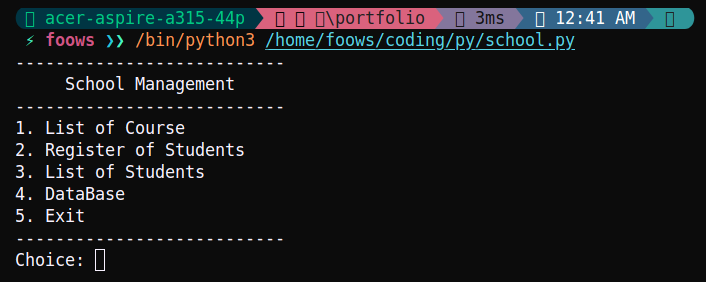 acer-aspire-a315-44p \portfolio 3ms 12:41 AM
⚡ foows ❯❯ /bin/python3 /home/foows/coding/py/school.py
---------------------------
School Management
---------------------------
1. List of Course
2. Register of Students
3. List of Students
4. DataBase
5. Exit
---------------------------
Choice: